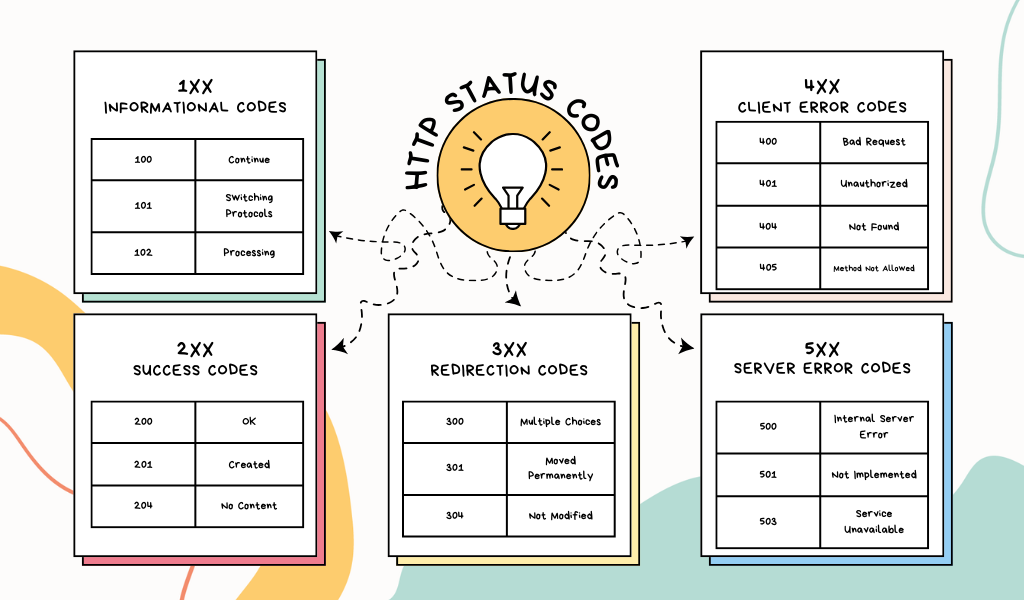 HTTP STATUS CODES
1XX
INFORMATIONAL CODES
100 Continue
101 Switching
Protocols
102 Processing
4XX
CLIENT ERROR CODES
400 Bad Request
401 Unauthorized
404 Not Found
405 Method Not Allowed
2XX
SUCCESS CODES
200 OK
201 Created
204 No Content
3XX
REDIRECTION CODES
300 Multiple Choices
301 Moved
Permanently
304 Not Modified
5XX
SERVER ERROR CODES
500 Internal Server
Error
501 Not Implemented
503 Service
Unavailable